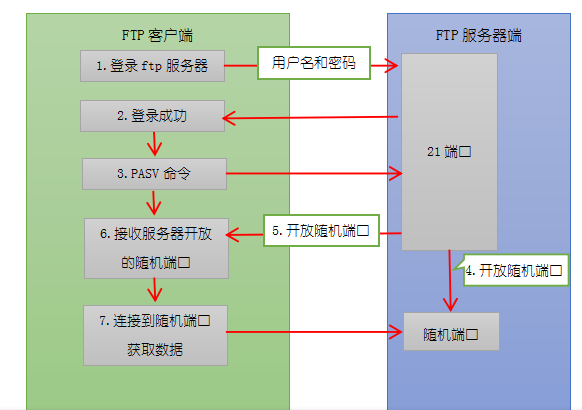 FTP 客户端
FTP 服务器端
1.登录 ftp 服务器
用户名和密码
2.登录成功
21 端口
3.PASV 命令
5.开放随机端口
6.接收服务器开放
的随机端口
4.开放随机端口
7.连接到随机端口
获取数据
随机端口